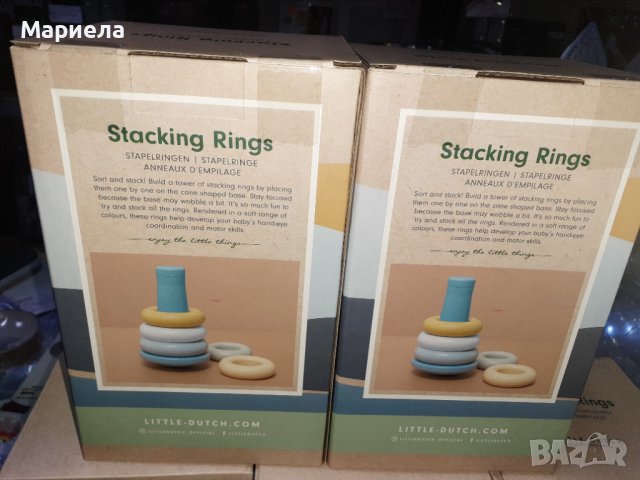 Мариела
Stacking Rings
STAPELRINGEN | STAPELRINGE
ANNEAUX D'EMPILAGE
Sort and stack! Build a tower of stacking rings by placing
them one by one on the cone shaped base. Stay focused
because the base may wobble a bit. It's so much fun to
try and stack all the rings. Rendered in a soft range of
colours, these rings help develop your baby's hand-eye
coordination and motor skills.
enjoy the little things
LITTLE-DUTCH.COM
LITTLEDUTCH_OFFICIAL LITTLEDUTCH
Stacking Rings
STAPELRINGEN | STAPELRINGE
ANNEAUX D'EMPILAGE
Sort and stack! Build a tower of stacking rings by placing
them one by one on the cone shaped base. Stay focused
because the base may wobble a bit. It's so much fun to
try and stack all the rings. Rendered in a soft range of
colours, these rings help develop your baby's hand-eye
coordination and motor skills.
enjoy the little things
LITTLE-DUTCH.COM
LITTLEDUTCH_OFFICIAL LITTLEDUTCH
Rings
BAZAR